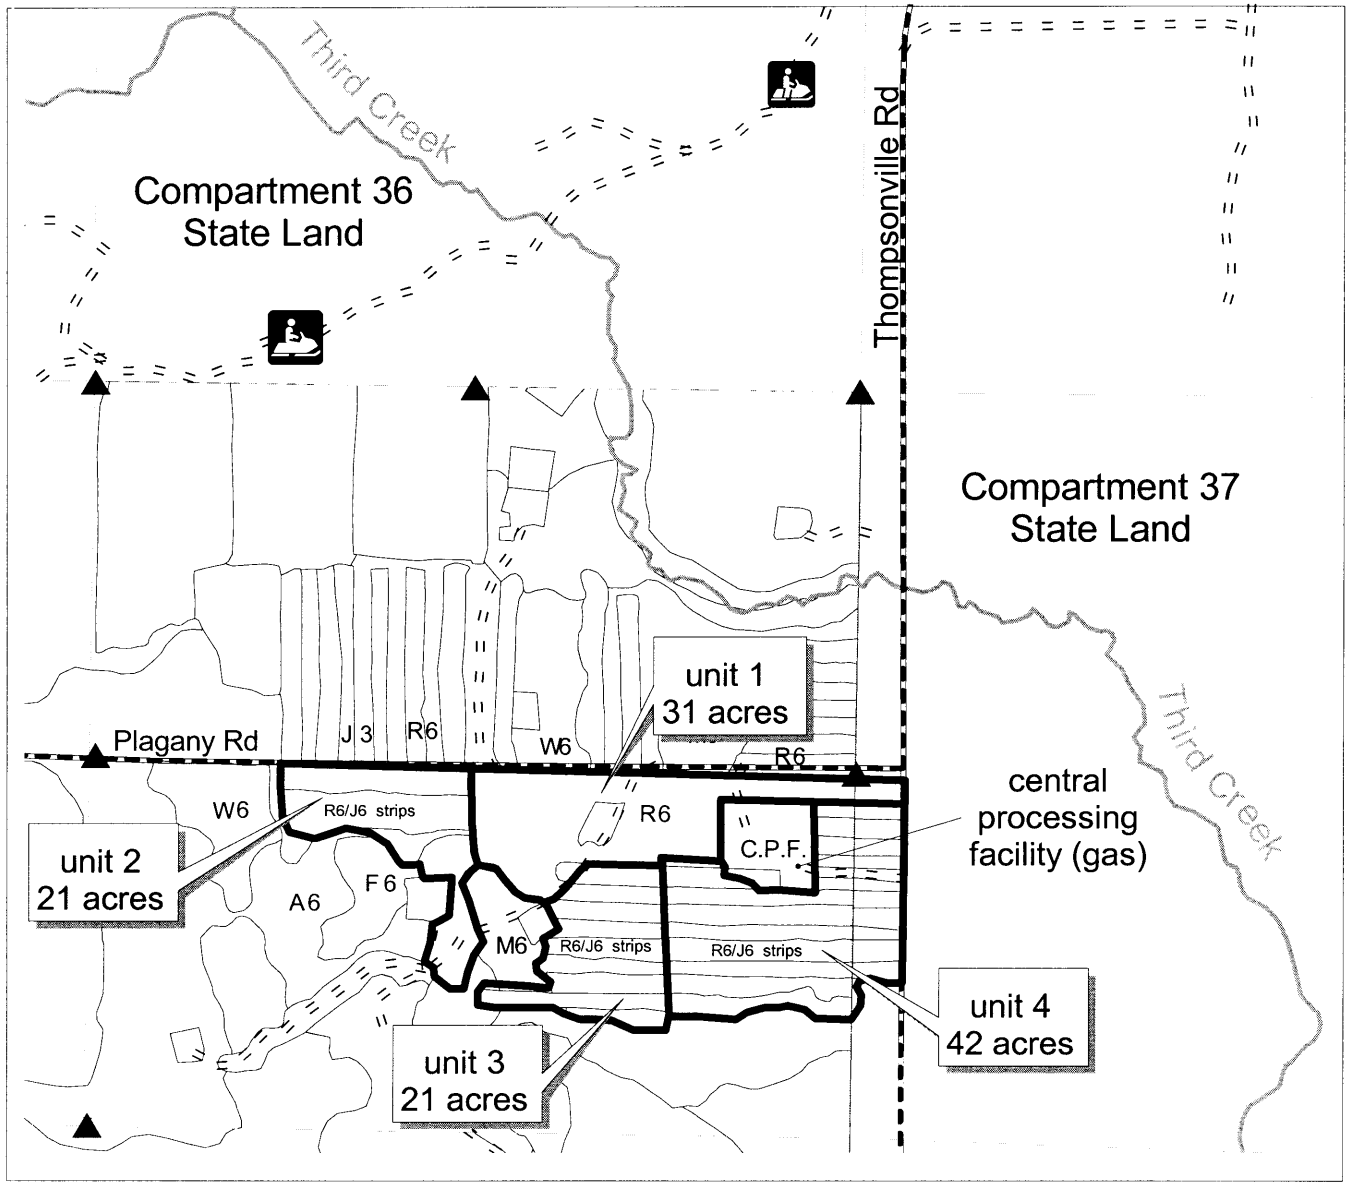 Third Creek
Compartment 36
State Land
Thompsonville Rd
Compartment 37
State Land
unit 1
31 acres
J 3
R6
W6
R6
Plagany Rd
Third Creek
central
processing
facility (gas)
W6
R6/J6 strips
R6
C.P.F.
unit 2
21 acres
A6
F6
M6
R6/J6 strips
R6/J6 strips
unit 4
42 acres
unit 3
21 acres